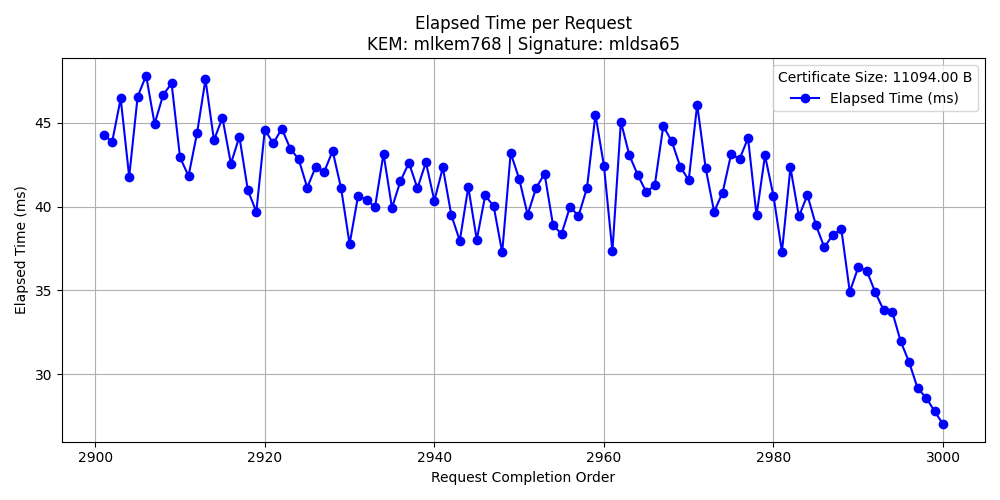 Elapsed Time per Request
KEM: mlkem768 | Signature: mldsa65
Certificate Size: 11094.00 B
Elapsed Time (ms)
Elapsed Time (ms)
45
40
35
30
2900
2920
2940
2960
2980
3000
Request Completion Order